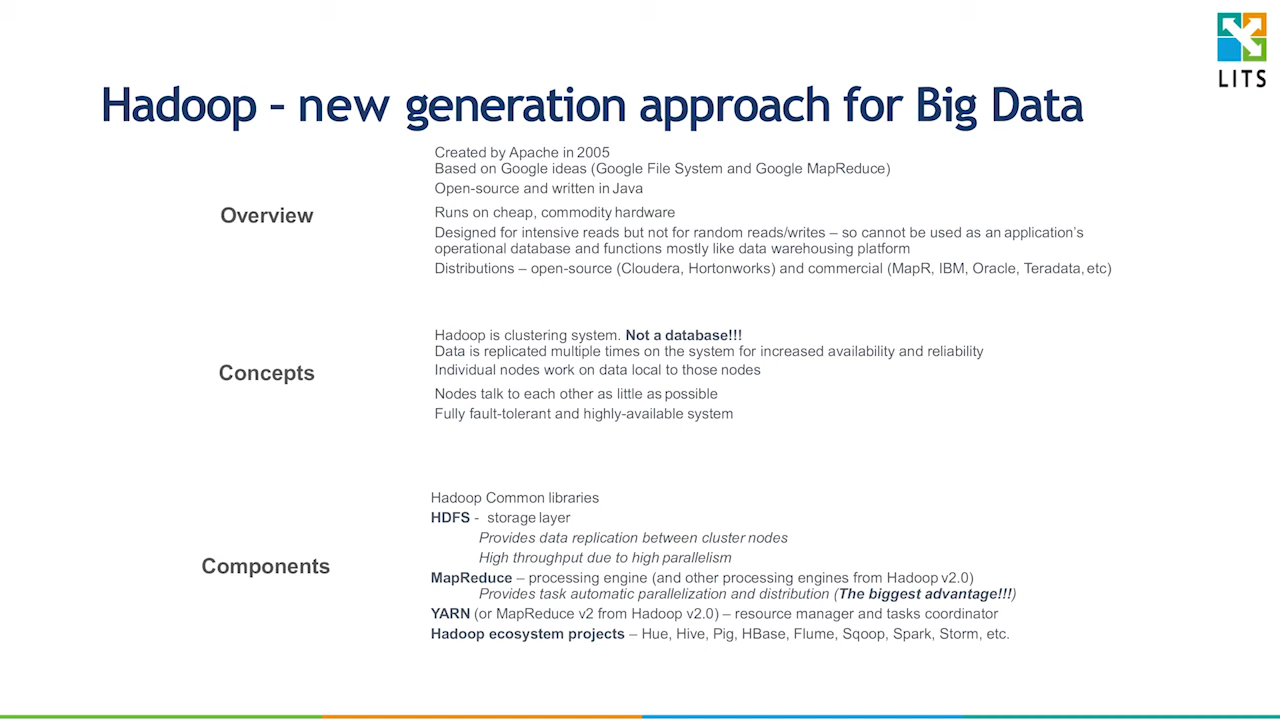 LITS
Hadoop – new generation approach for Big Data
Overview
Created by Apache in 2005
Based on Google ideas (Google File System and Google MapReduce)
Open-source and written in Java
Runs on cheap, commodity hardware
Designed for intensive reads but not for random reads/writes – so cannot be used as an application's
operational database and functions mostly like data warehousing platform
Distributions – open-source (Cloudera, Hortonworks) and commercial (MapR, IBM, Oracle, Teradata, etc)
Concepts
Hadoop is clustering system. Not a database!!!
Data is replicated multiple times on the system for increased availability and reliability
Individual nodes work on data local to those nodes
Nodes talk to each other as little as possible
Fully fault-tolerant and highly-available system
Components
Hadoop Common libraries
HDFS - storage layer
Provides data replication between cluster nodes
High throughput due to high parallelism
MapReduce – processing engine (and other processing engines from Hadoop v2.0)
Provides task automatic parallelization and distribution (The biggest advantage!!!)
YARN (or MapReduce v2 from Hadoop v2.0) – resource manager and tasks coordinator
Hadoop ecosystem projects – Hue, Hive, Pig, HBase, Flume, Sqoop, Spark, Storm, etc.